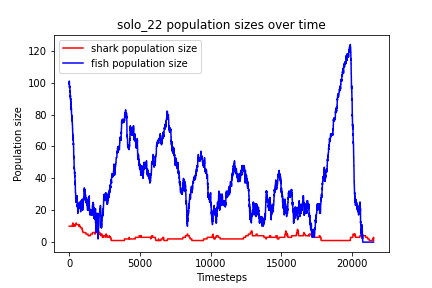 solo_22 population sizes over time
shark population size
fish population size
Population size
120
100
80
60
40
20
0
0
5000
10000
15000
20000
Timesteps